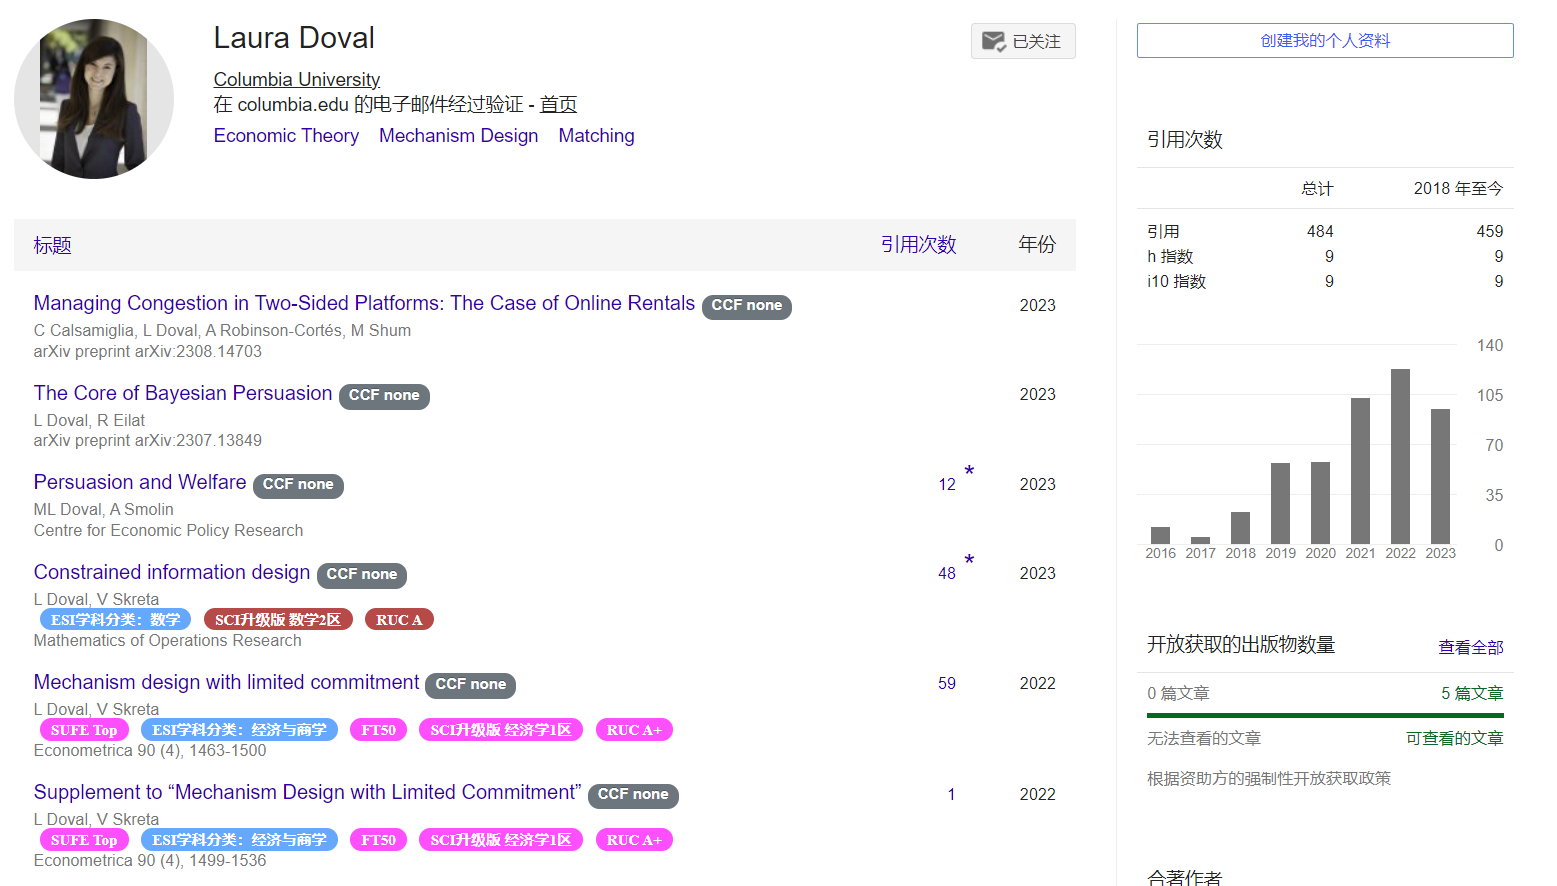 Laura Doval
已关注
Columbia University
在 columbia.edu 的电子邮件经过验证 - 首页
Economic Theory Mechanism Design Matching
标题 引用次数 年份
Managing Congestion in Two-Sided Platforms: The Case of Online Rentals CCF none 2023
C Calsamiglia, L Doval, A Robinson-Cortés, M Shum
arXiv preprint arXiv:2308.14703
The Core of Bayesian Persuasion CCF none 2023
L Doval, R Eilat
arXiv preprint arXiv:2307.13849
Persuasion and Welfare CCF none 12 * 2023
ML Doval, A Smolin
Centre for Economic Policy Research
Constrained information design CCF none 48 * 2023
L Doval, V Skreta
ESI学科分类：数学 SCI升级版 数学2区 RUC A
Mathematics of Operations Research
Mechanism design with limited commitment CCF none 59 2022
L Doval, V Skreta
SUFE Top ESI学科分类：经济与商学 FT50 SCI升级版 经济学1区 RUC A+
Econometrica 90 (4), 1463-1500
Supplement to “Mechanism Design with Limited Commitment” CCF none 1 2022
L Doval, V Skreta
SUFE Top ESI学科分类：经济与商学 FT50 SCI升级版 经济学1区 RUC A+
Econometrica 90 (4), 1499-1536
创建我的个人资料
引用次数
总计 2018 年至今
引用 484 459
h 指数 9 9
i10 指数 9 9
140
105
70
35
0
2016 2017 2018 2019 2020 2021 2022 2023
开放获取的出版物数量 查看全部
0 篇文章 5 篇文章
无法查看的文章 可查看的文章
根据资助方的强制性开放获取政策
合著作者